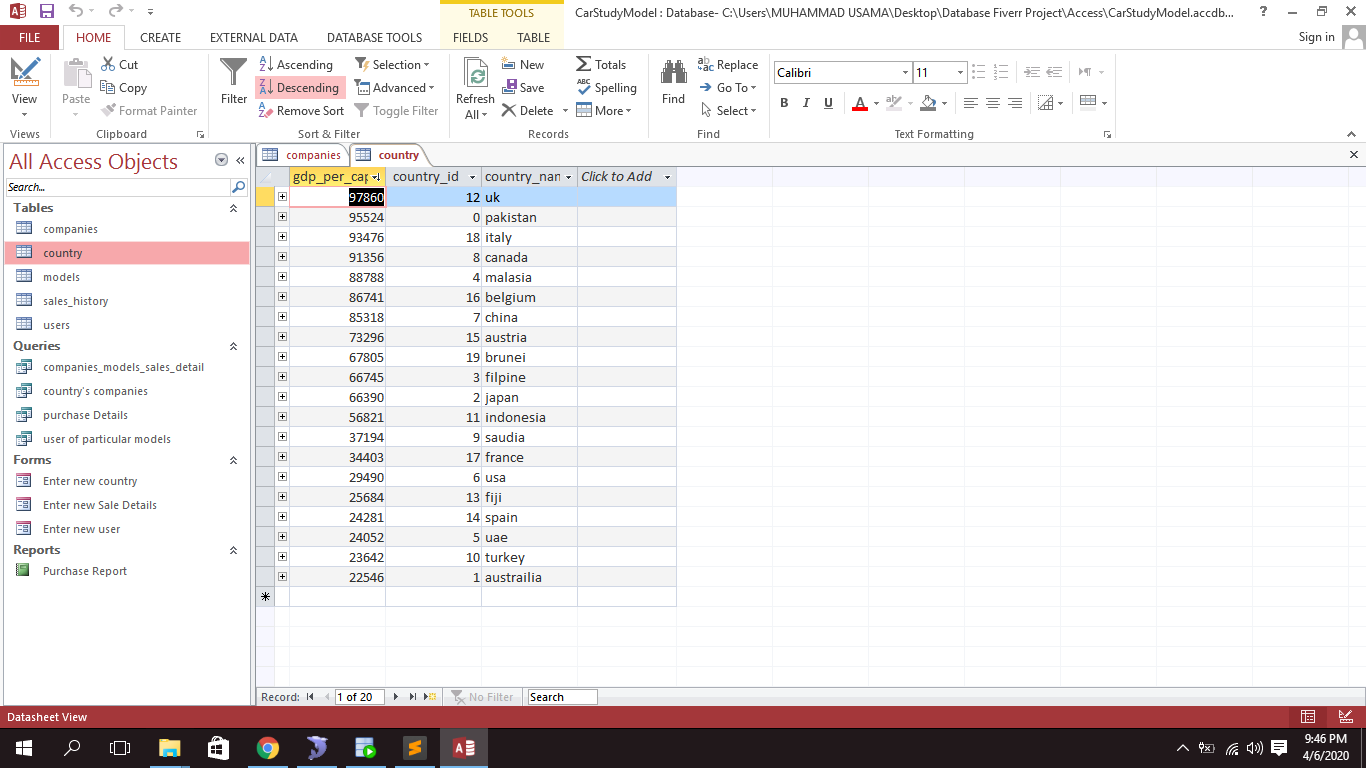 TABLE TOOLS
CarStudyModel : Database- C:\Users\MUHAMMAD USAMA\Desktop\Database Fiverr Project\Access\CarStudyModel.accdb...
?
FILE HOME CREATE EXTERNAL DATA DATABASE TOOLS FIELDS TABLE Sign in
View
Views
Paste
Cut
Copy
Format Painter
Clipboard
Filter
Ascending
Descending
Remove Sort
Selection
Advanced
Toggle Filter
Sort & Filter
Refresh
All
New
Save
Delete
Totals
Spelling
More
Records
Find
Replace
Go To
Select
Find
Calibri 11
B I U A
Text Formatting
All Access Objects
Search...
Tables
companies
country
models
sales_history
users
Queries
companies_models_sales_detail
country's companies
purchase Details
user of particular models
Forms
Enter new country
Enter new Sale Details
Enter new user
Reports
Purchase Report
companies country
gdp_per_cap country_id country_nan Click to Add
97860 12 uk
95524 0 pakistan
93476 18 italy
91356 8 canada
88788 4 malasia
86741 16 belgium
85318 7 china
73296 15 austria
67805 19 brunei
66745 3 filpine
66390 2 japan
56821 11 indonesia
37194 9 saudia
34403 17 france
29490 6 usa
25684 13 fiji
24281 14 spain
24052 5 uae
23642 10 turkey
22546 1 austrailia
Record: 1 of 20 No Filter Search
Datasheet View
9:46 PM
4/6/2020